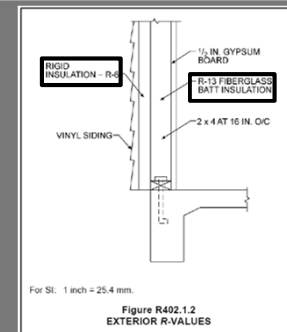 1/2 IN. GYPSUM
BOARD
RIGID
INSULATION – R-6
R-13 FIBERGLASS
BATT INSULATION
2 x 4 AT 16 IN. O/C
VINYL SIDING
For SI: 1 inch = 25.4 mm.
Figure R402.1.2
EXTERIOR R-VALUES